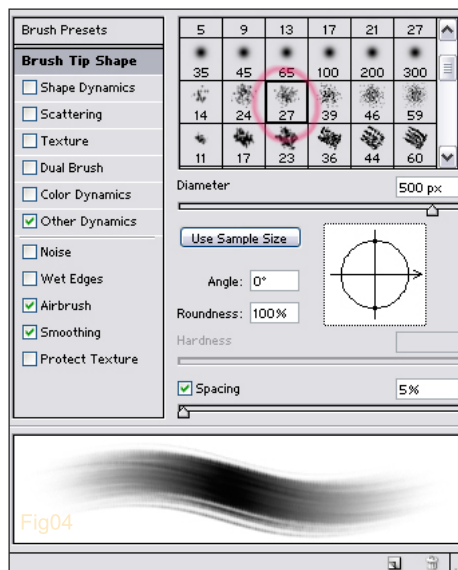 Brush Presets
Brush Tip Shape
Shape Dynamics
Scattering
Texture
Dual Brush
Color Dynamics
Other Dynamics
Noise
Wet Edges
Airbrush
Smoothing
Protect Texture
5 9 13 17 21 27
35 45 65 100 200 300
14 24 27 39 46 59
11 17 23 36 44 60
Diameter 500 px
Use Sample Size
Angle: 0°
Roundness: 100%
Hardness
Spacing 5%
Fig04